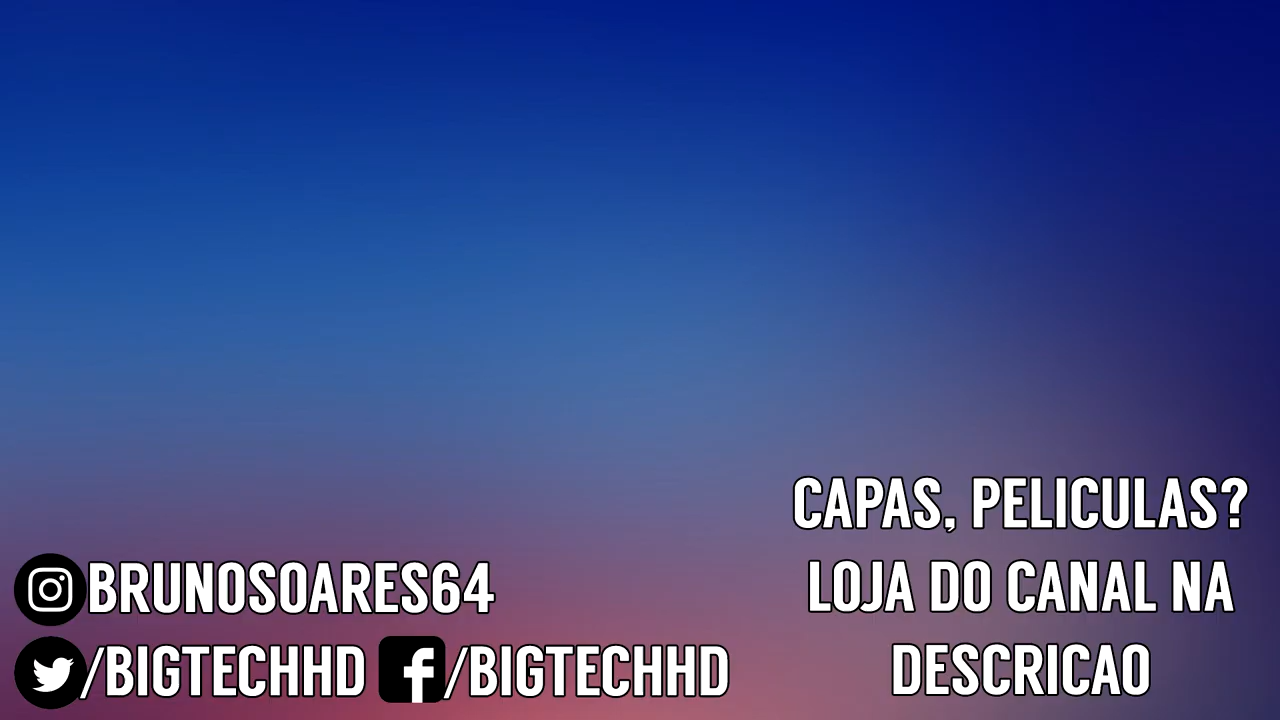 CAPAS, PELICULAS?
LOJA DO CANAL NA
DESCRICAO
BRUNOSOARES64
/BIGTECHHD /BIGTECHHD